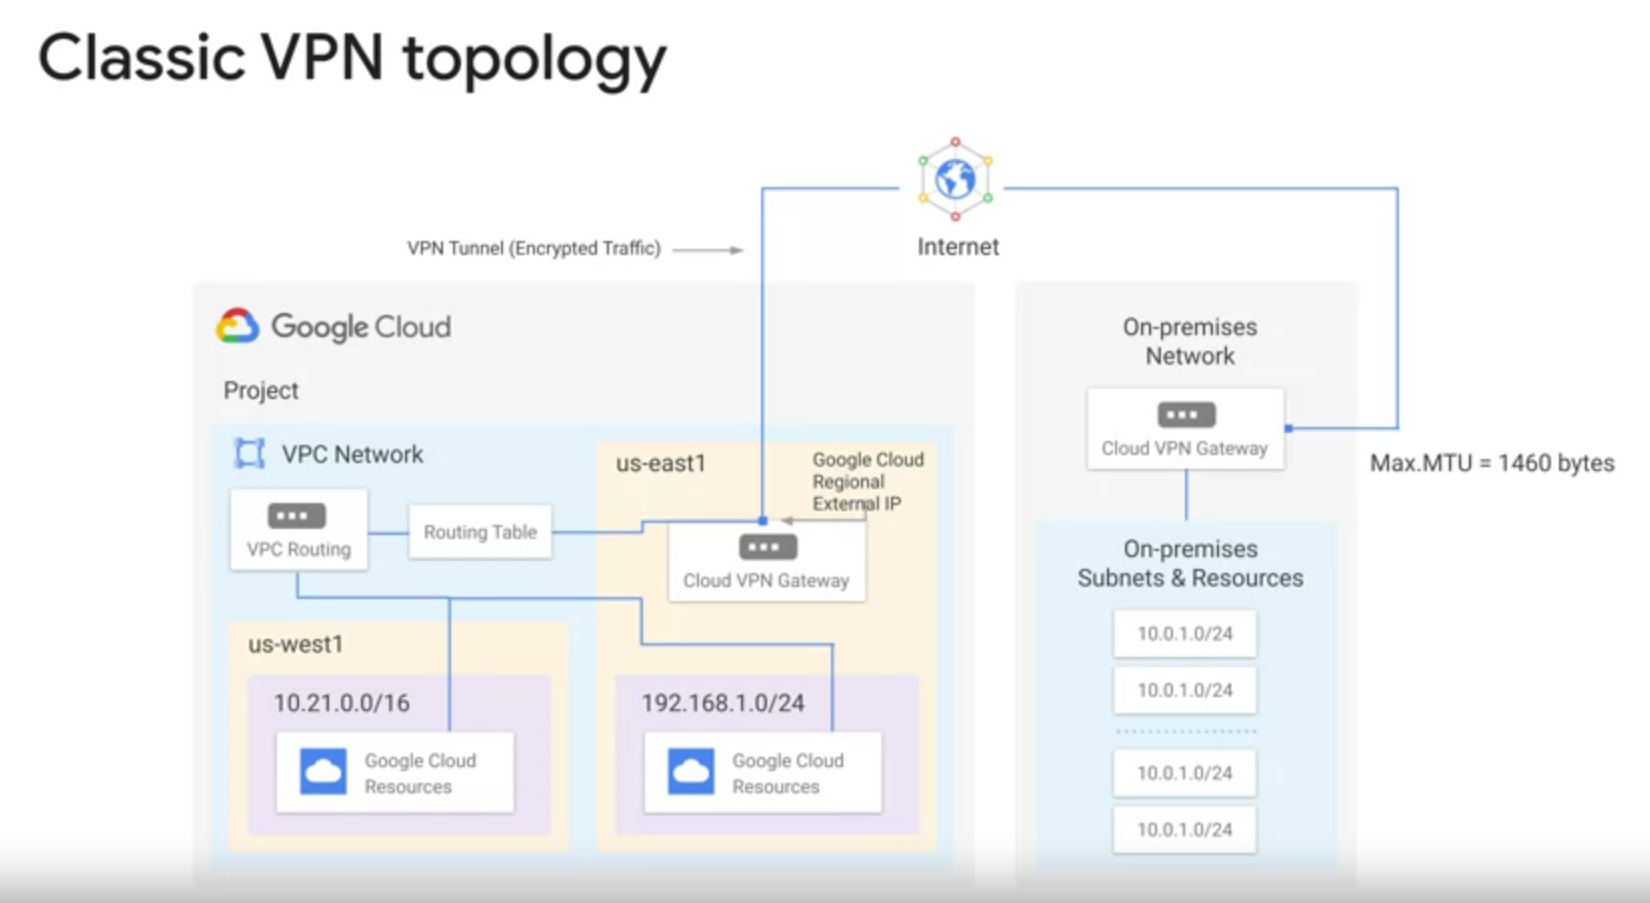 Classic VPN topology
Internet
VPN Tunnel (Encrypted Traffic)
Google Cloud
Project
VPC Network
VPC Routing
Routing Table
us-east1
Google Cloud
Regional
External IP
Cloud VPN Gateway
us-west1
10.21.0.0/16
Google Cloud
Resources
192.168.1.0/24
Google Cloud
Resources
On-premises
Network
Cloud VPN Gateway
Max.MTU = 1460 bytes
On-premises
Subnets & Resources
10.0.1.0/24
10.0.1.0/24
10.0.1.0/24
10.0.1.0/24